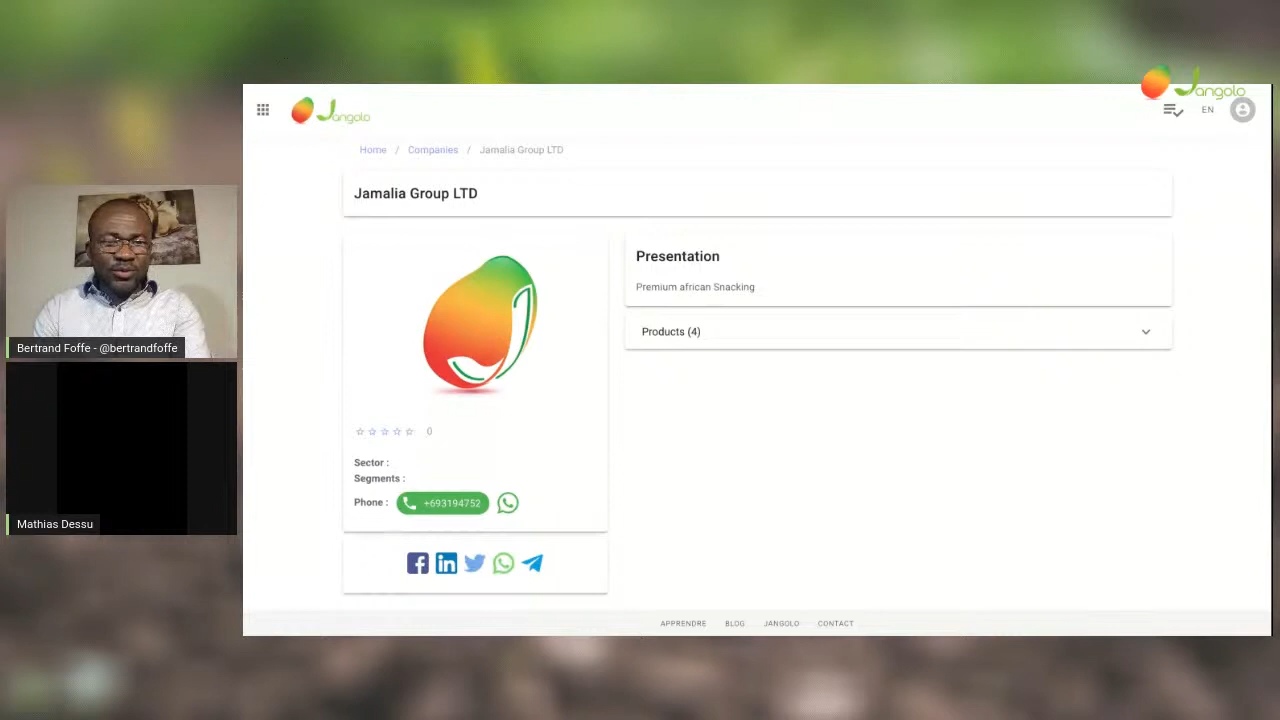 Jangolo
Jangolo
EN
Home / Companies / Jamalia Group LTD
Jamalia Group LTD
Presentation
Premium african Snacking
Products (4)
0
Sector :
Segments :
Phone : +693194752
Bertrand Foffe - @bertrandfoffe
Mathias Dessu
APPRENDRE BLOG JANGOLO CONTACT